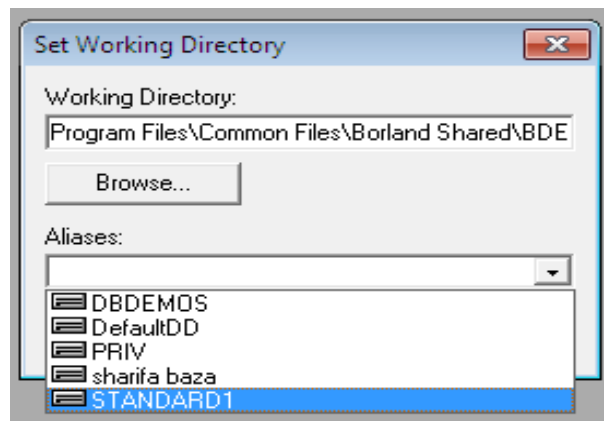 Set Working Directory
Working Directory:
Program Files\Common Files\Borland Shared\BDE
Browse...
Aliases:
DBDEMOS
DefaultDD
PRIV
sharifa baza
STANDARD1